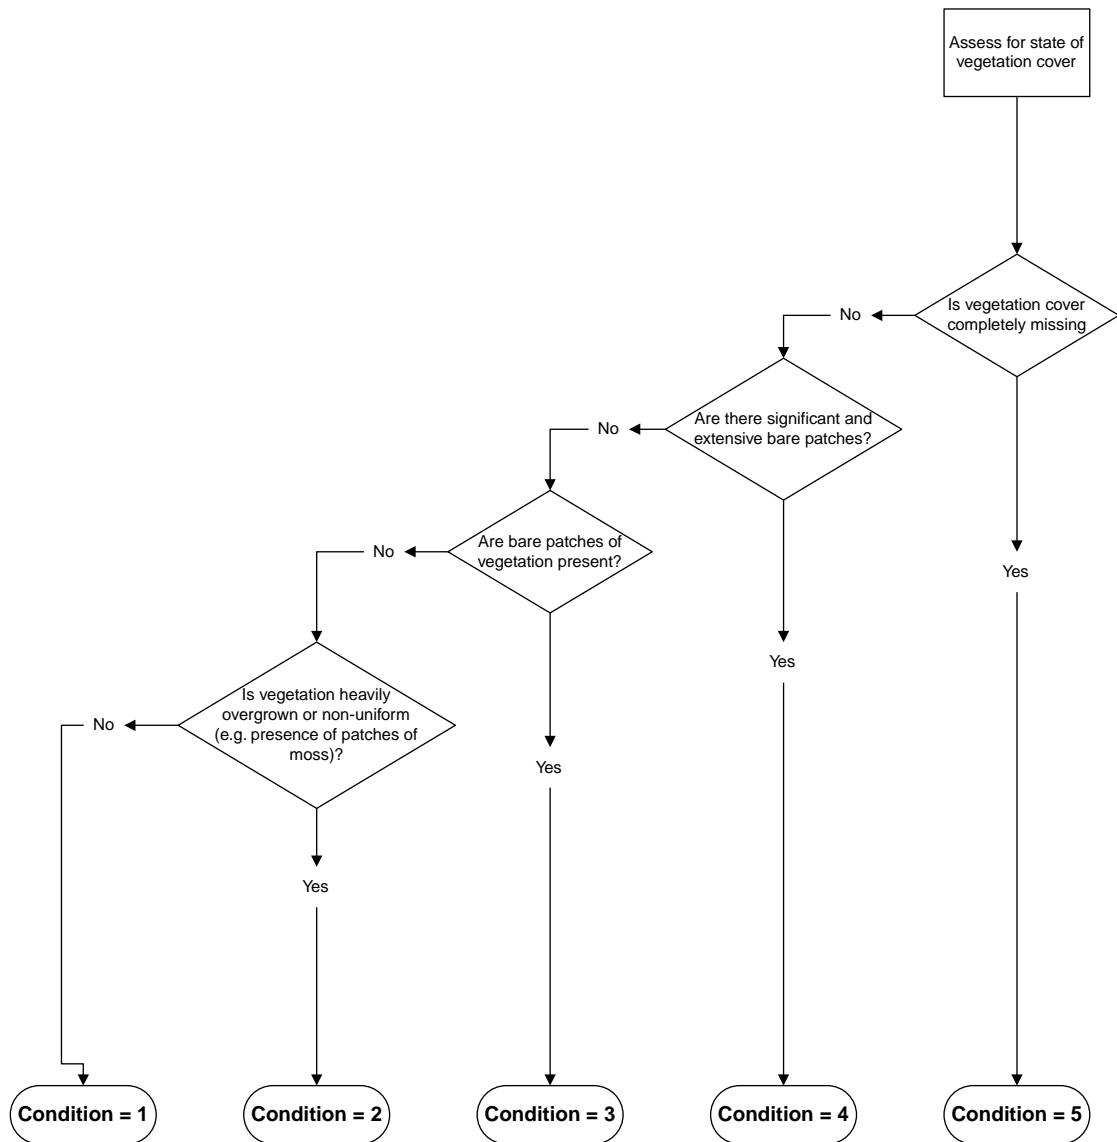 Assess for state of
vegetation cover
Is vegetation cover
completely missing
No
Are there significant and
extensive bare patches?
No
Are bare patches of
vegetation present?
No
Yes
Is vegetation heavily
overgrown or non-uniform
(e.g. presence of patches of
moss)?
No
Yes
Yes
Yes
Condition = 1
Condition = 2
Condition = 3
Condition = 4
Condition = 5